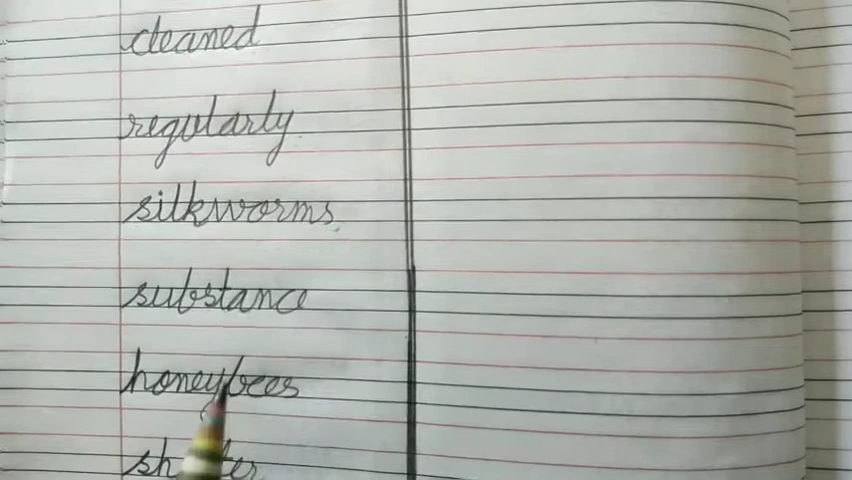 cleaned
regularly
silkworms
substance
honeybees